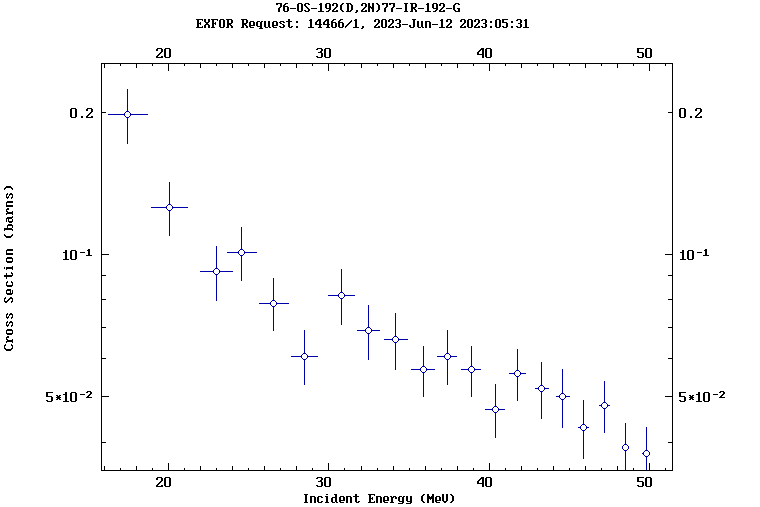 76-OS-192(D,2N)77-IR-192-G
EXFOR Request: 14466/1, 2023-Jun-12 2023:05:31
20 30 40 50
0.2 0.2
10⁻¹ 10⁻¹
5*10⁻² 5*10⁻²
Cross Section (barns)
20 30 40 50
Incident Energy (MeV)